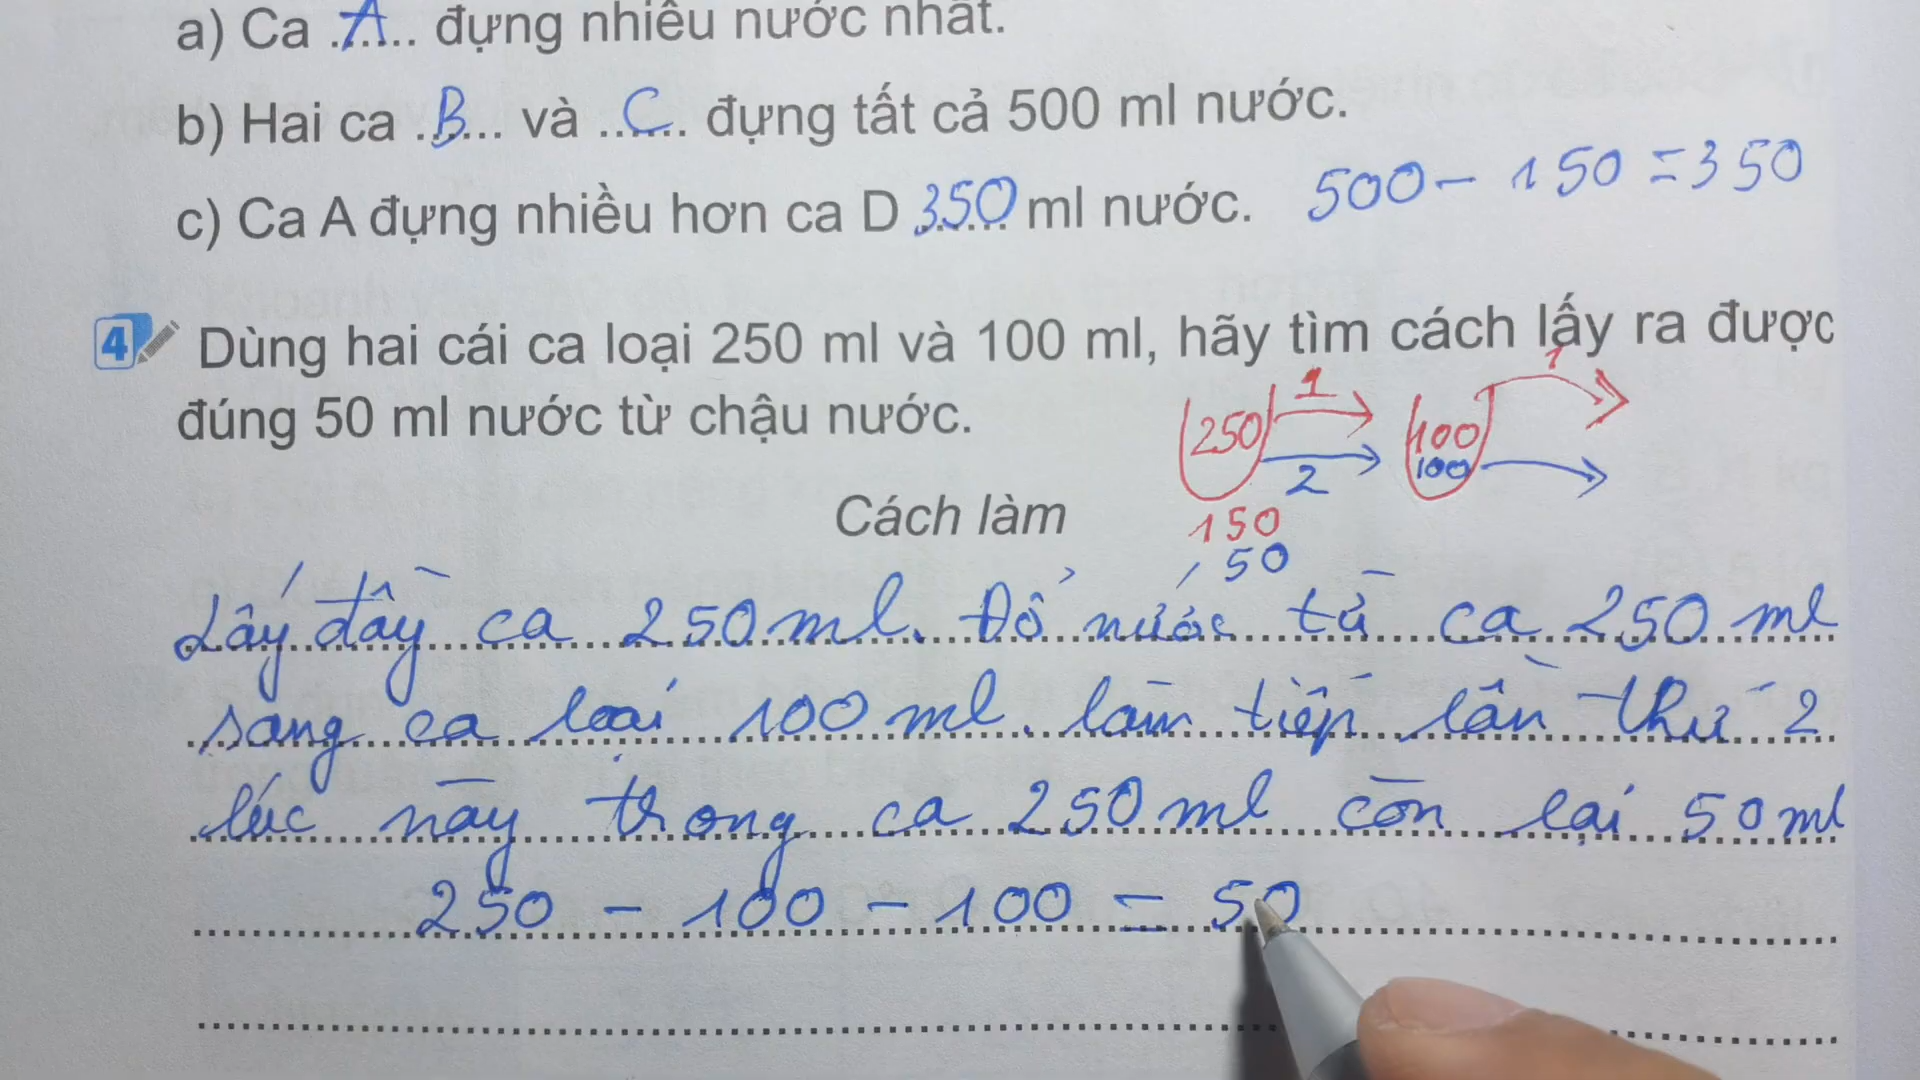 a) Ca ..A.. đựng nhiều nước nhất.
b) Hai ca ..B.. và ..C.. đựng tất cả 500 ml nước.
c) Ca A đựng nhiều hơn ca D 350 ml nước. 500 - 150 = 350
4 Dùng hai cái ca loại 250 ml và 100 ml, hãy tìm cách lấy ra được
đúng 50 ml nước từ chậu nước.
1 1
250 100
2 100
150
50
Cách làm
Lấy đầy ca 250 ml. Đổ nước từ ca 250 ml
sang ca loại 100 ml. làm tiếp lần thứ 2
lúc này trong ca 250 ml còn lại 50 ml
250 - 100 - 100 = 50